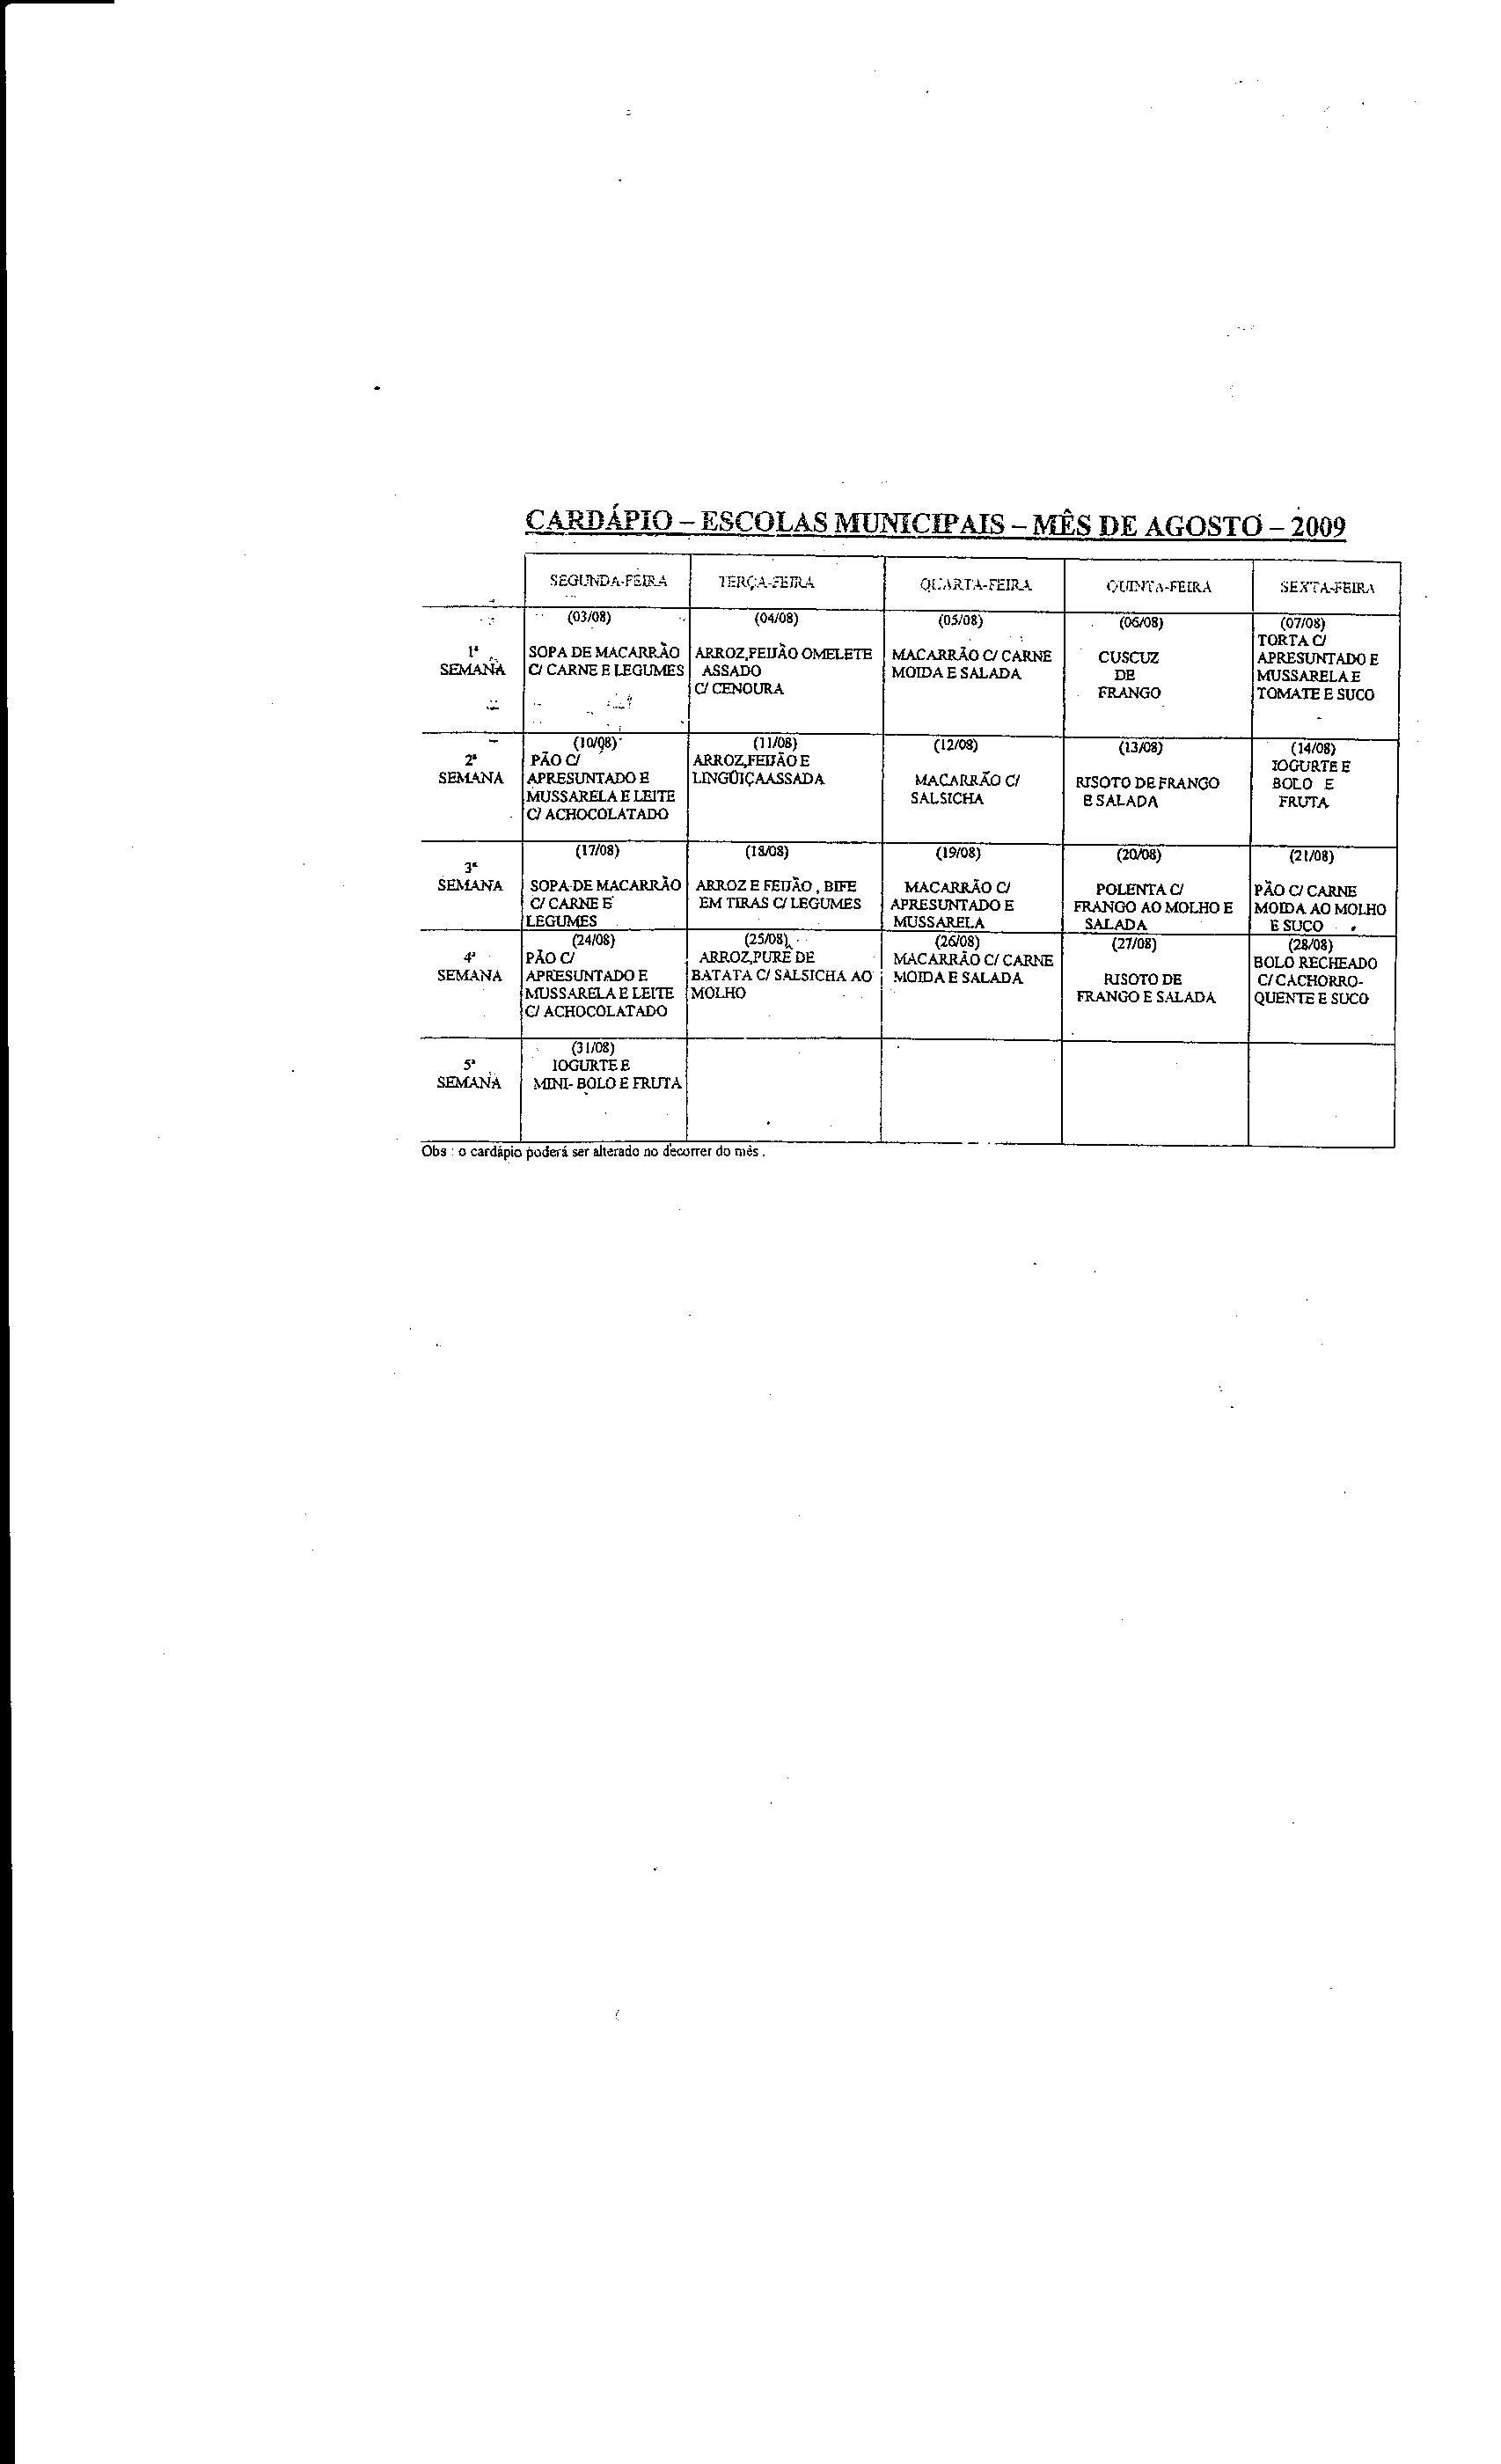 CARDÁPIO – ESCOLAS MUNICIPAIS – MÊS DE AGOSTO – 2009
SEGUNDA-FEIRA TERÇA-FEIRA QUARTA-FEIRA QUINTA-FEIRA SEXTA-FEIRA
1ª
SEMANA
(03/08)
SOPA DE MACARRÃO
C/ CARNE E LEGUMES
(04/08)
ARROZ,FEIJÃO OMELETE
ASSADO
C/ CENOURA
(05/08)
MACARRÃO C/ CARNE
MOIDA E SALADA
(06/08)
CUSCUZ
DE
FRANGO
(07/08)
TORTA C/
APRESUNTADO E
MUSSARELA E
TOMATE E SUCO
2ª
SEMANA
(10/08)
PÃO C/
APRESUNTADO E
MUSSARELA E LEITE
C/ ACHOCOLATADO
(11/08)
ARROZ,FEIJÃO E
LINGÜIÇAASSADA
(12/08)
MACARRÃO C/
SALSICHA
(13/08)
RISOTO DE FRANGO
E SALADA
(14/08)
IOGURTE E
BOLO E
FRUTA
3ª
SEMANA
(17/08)
SOPA DE MACARRÃO
C/ CARNE E
LEGUMES
(18/08)
ARROZ E FEIJÃO , BIFE
EM TIRAS C/ LEGUMES
(19/08)
MACARRÃO C/
APRESUNTADO E
MUSSARELA
(20/08)
POLENTA C/
FRANGO AO MOLHO E
SALADA
(21/08)
PÃO C/ CARNE
MOIDA AO MOLHO
E SUCO
4ª
SEMANA
(24/08)
PÃO C/
APRESUNTADO E
MUSSARELA E LEITE
C/ ACHOCOLATADO
(25/08)
ARROZ,PURÊ DE
BATATA C/ SALSICHA AO
MOLHO
(26/08)
MACARRÃO C/ CARNE
MOIDA E SALADA
(27/08)
RISOTO DE
FRANGO E SALADA
(28/08)
BOLO RECHEADO
C/ CACHORRO-
QUENTE E SUCO
5ª
SEMANA
(31/08)
IOGURTE E
MINI- BOLO E FRUTA
Obs : o cardápio poderá ser alterado no decorrer do mês .